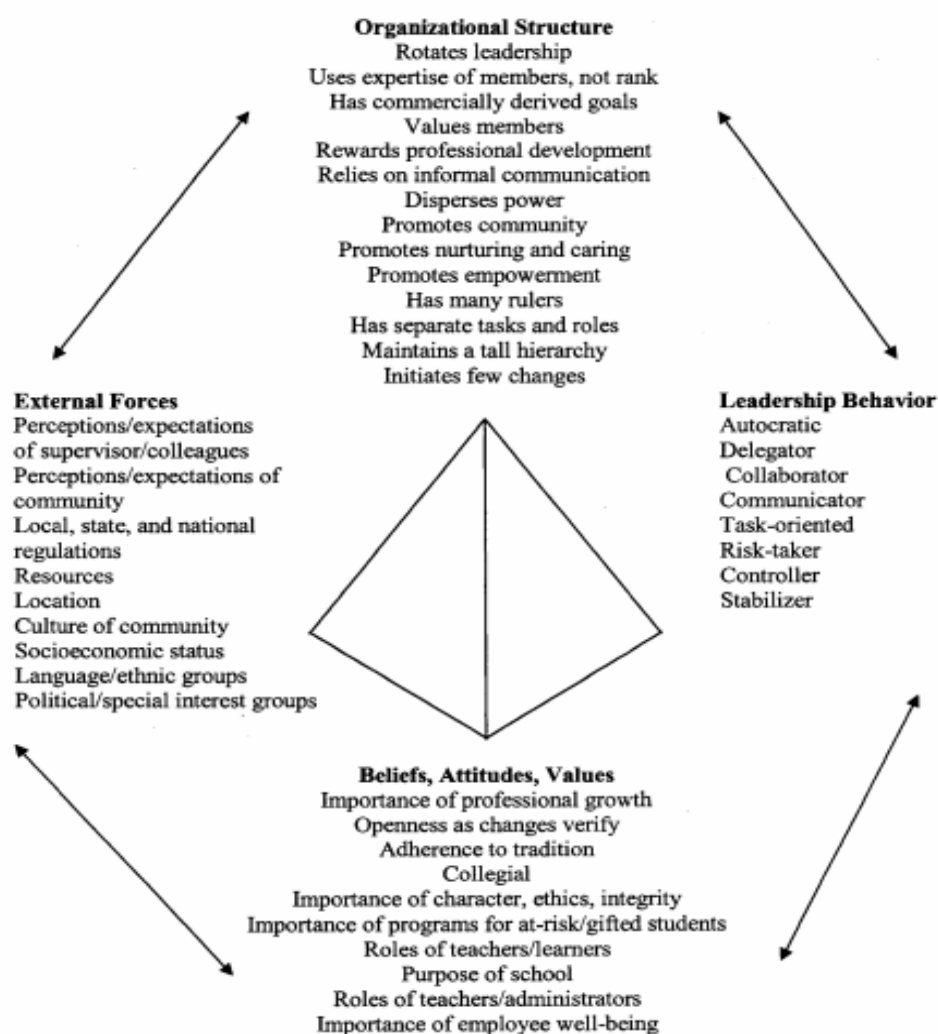 Organizational Structure
Rotates leadership
Uses expertise of members, not rank
Has commercially derived goals
Values members
Rewards professional development
Relies on informal communication
Disperses power
Promotes community
Promotes nurturing and caring
Promotes empowerment
Has many rulers
Has separate tasks and roles
Maintains a tall hierarchy
Initiates few changes
External Forces
Perceptions/expectations
of supervisor/colleagues
Perceptions/expectations of
community
Local, state, and national
regulations
Resources
Location
Culture of community
Socioeconomic status
Language/ethnic groups
Political/special interest groups
Leadership Behavior
Autocratic
Delegator
Collaborator
Communicator
Task-oriented
Risk-taker
Controller
Stabilizer
Beliefs, Attitudes, Values
Importance of professional growth
Openness as changes verify
Adherence to tradition
Collegial
Importance of character, ethics, integrity
Importance of programs for at-risk/gifted students
Roles of teachers/learners
Purpose of school
Roles of teachers/administrators
Importance of employee well-being